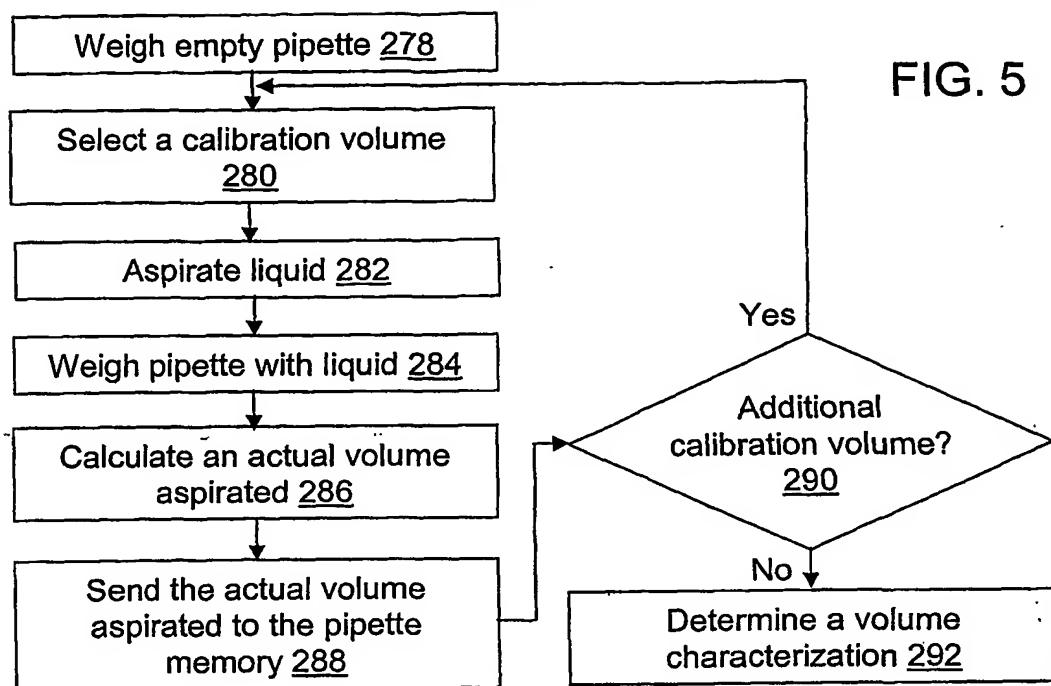 Weigh empty pipette 278
FIG. 5
Select a calibration volume
280
Aspirate liquid 282
Weigh pipette with liquid 284
Calculate an actual volume
aspirated 286
Send the actual volume
aspirated to the pipette
memory 288
Yes
Additional
calibration volume?
290
No
Determine a volume
characterization 292